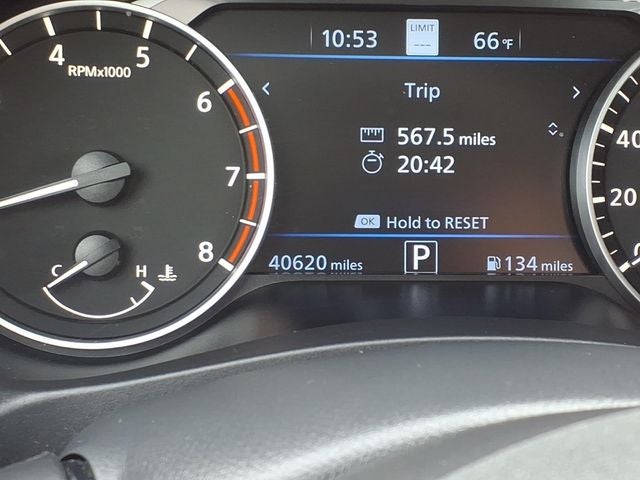 10:53
LIMIT
---
66°F
4
5
RPMx1000
6
7
8
C
H
< Trip >
567.5 miles
20:42
OK Hold to RESET
40620 miles
P
134 miles
40
20
0